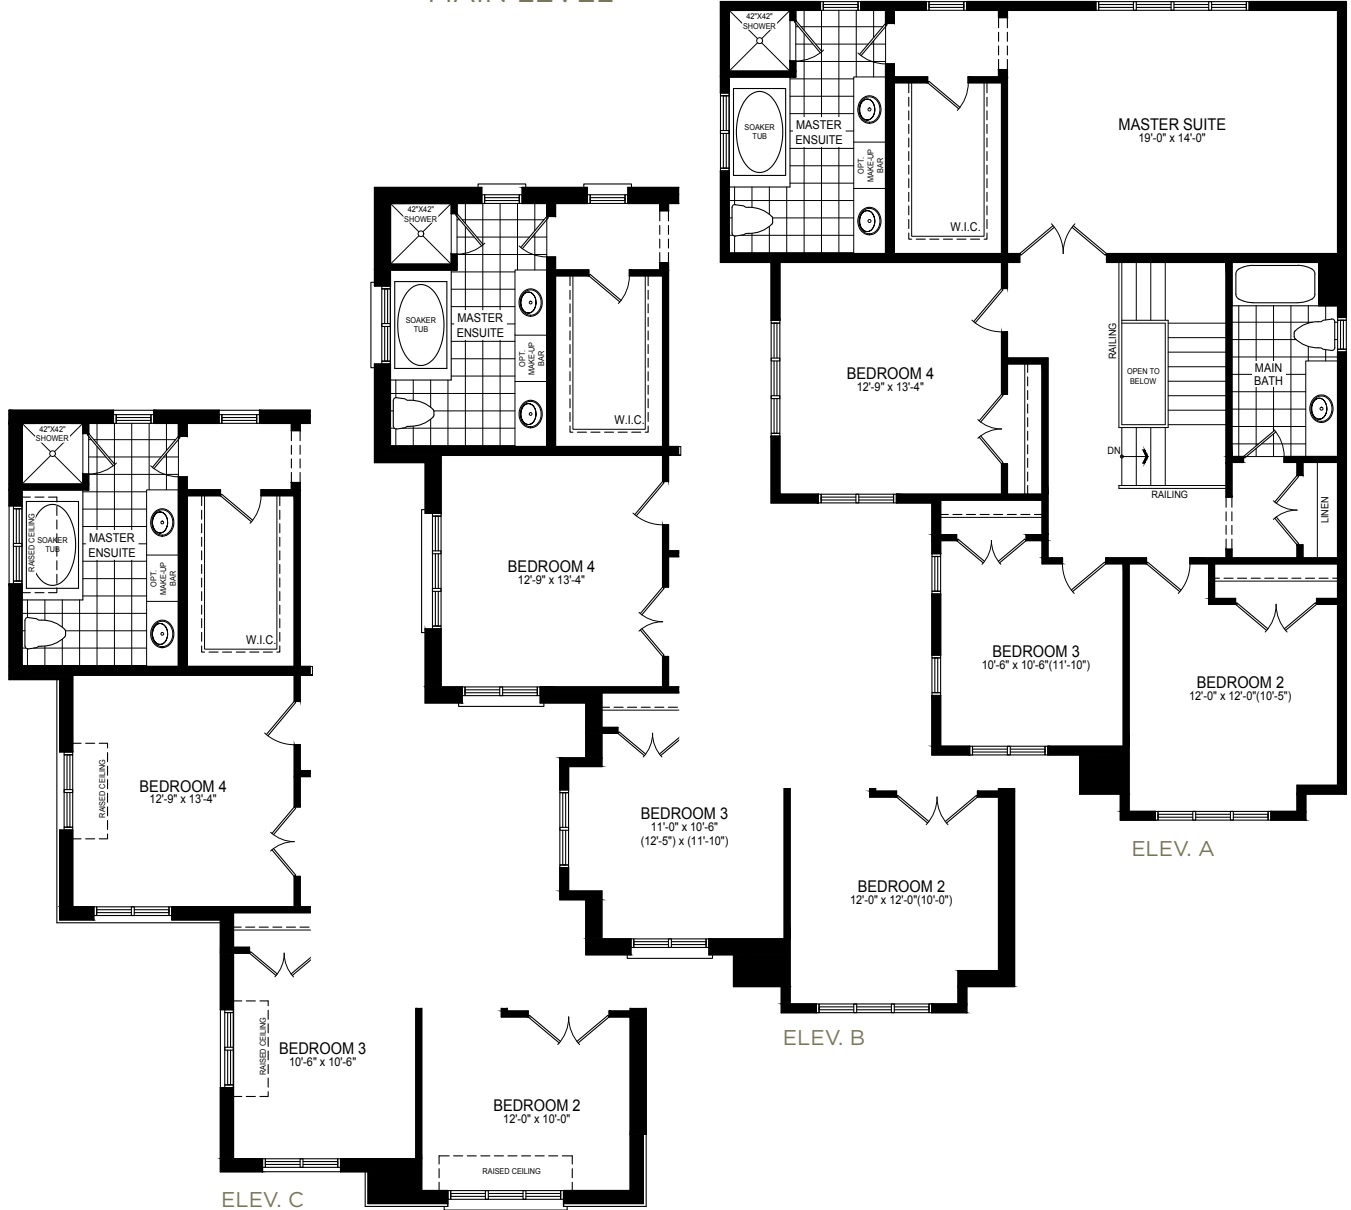 42"X42"
SHOWER
SOAKER
TUB
MASTER
ENSUITE
OPT.
MAKE-UP
BAR
W.I.C.
MASTER SUITE
19'-0" x 14'-0"
BEDROOM 4
12'-9" x 13'-4"
RAILING
OPEN TO
BELOW
DN
RAILING
MAIN
BATH
LINEN
BEDROOM 3
10'-6" x 10'-6"(11'-10")
BEDROOM 2
12'-0" x 12'-0"(10'-5")
ELEV. A
42"X42"
SHOWER
SOAKER
TUB
MASTER
ENSUITE
OPT.
MAKE-UP
BAR
W.I.C.
BEDROOM 4
12'-9" x 13'-4"
BEDROOM 3
11'-0" x 10'-6"
(12'-5") x (11'-10")
BEDROOM 2
12'-0" x 12'-0"(10'-0")
ELEV. B
42"X42"
SHOWER
RAISED CEILING
SOAKER
TUB
MASTER
ENSUITE
OPT.
MAKE-UP
BAR
W.I.C.
RAISED CEILING
BEDROOM 4
12'-9" x 13'-4"
RAISED CEILING
BEDROOM 3
10'-6" x 10'-6"
BEDROOM 2
12'-0" x 10'-0"
RAISED CEILING
ELEV. C